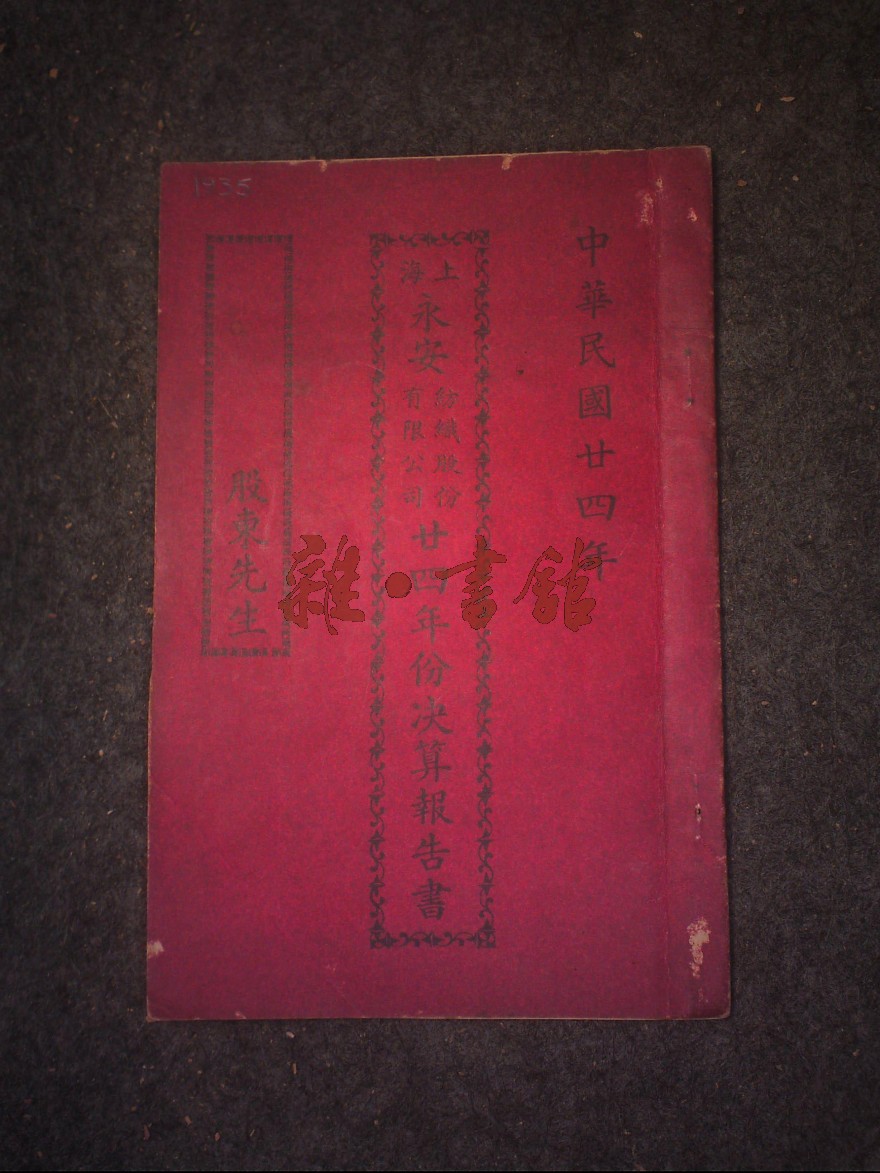 中華民國廿四年
上海永安紡織股份有限公司廿四年份决算報告書
股東先生
1935
雜·書館